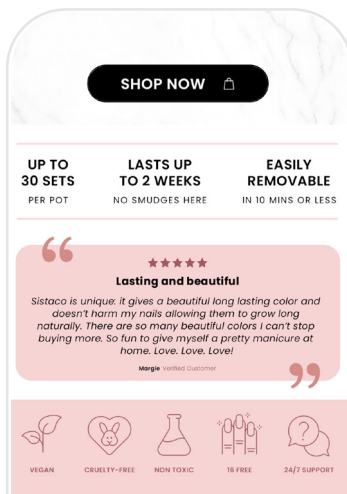 SHOP NOW
UP TO
30 SETS
PER POT
LASTS UP
TO 2 WEEKS
NO SMUDGES HERE
EASILY
REMOVABLE
IN 10 MINS OR LESS
“
Lasting and beautiful
Sistaco is unique: it gives a beautiful long lasting color and
doesn't harm my nails allowing them to grow long
naturally. There are so many beautiful colors I can't stop
buying more. So fun to give myself a pretty manicure at
home. Love. Love. Love!
Margie Verified Customer
”
VEGAN
CRUELTY-FREE
NON TOXIC
16 FREE
?
24/7 SUPPORT